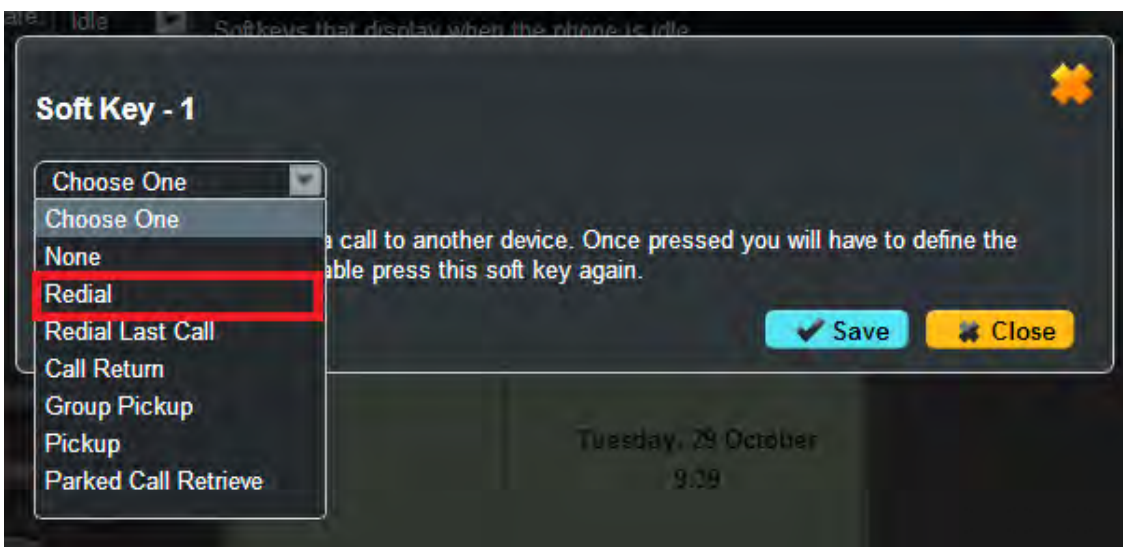 Idle
Softkeys that display when the phone is idle
Soft Key - 1
Choose One
Choose One
None
Redial
Redial Last Call
Call Return
Group Pickup
Pickup
Parked Call Retrieve
a call to another device. Once pressed you will have to define the
able press this soft key again.
Save
Close
Tuesday, 29 October
9:29